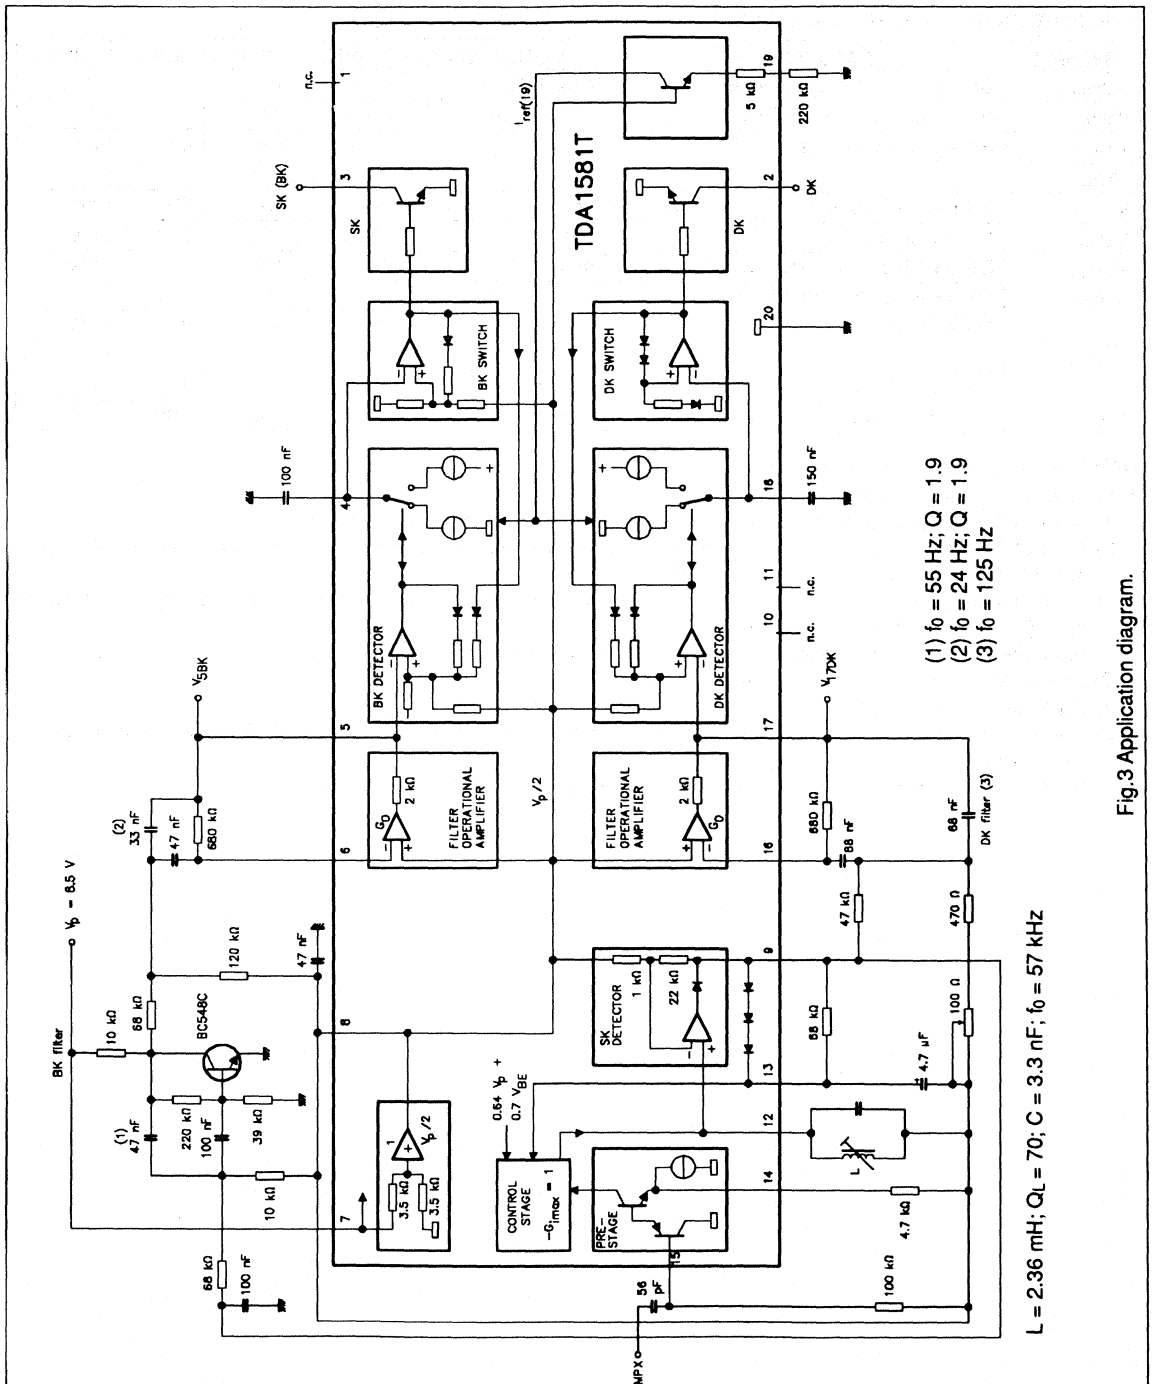 n.c.
1
SK (BK)
3
SK
I ref(19)
TDA1581T
19
5 kΩ
220 kΩ
2
DK
DK
20
BK SWITCH
DK SWITCH
-
+
+
-
100 nF
4
+
+
18
150 nF
11
n.c.
10
n.c.
BK DETECTOR
DK DETECTOR
-
+
+
-
V5BK
5
17
V17DK
(2)
33 nF
47 nF
680 kΩ
6
2 kΩ
GD
-
+
FILTER
OPERATIONAL
AMPLIFIER
Vp/2
FILTER
OPERATIONAL
AMPLIFIER
2 kΩ
GD
+
-
16
680 kΩ
68 nF
68 nF
DK filter (3)
47 kΩ
470 Ω
Vp = 8.5 V
BK filter
10 kΩ
68 kΩ
120 kΩ
47 nF
BC548C
8
SK
DETECTOR
1 kΩ
22 kΩ
-
+
9
68 kΩ
100 Ω
4.7 µF
13
(1)
47 nF
220 kΩ
100 nF
39 kΩ
10 kΩ
1
Vp/2
+
3.5 kΩ
3.5 kΩ
7
0.64 Vp +
0.7 VBE
CONTROL
STAGE
-Gimax = 1
12
L
14
PRE-
STAGE
15
4.7 kΩ
68 kΩ
100 nF
56
pF
100 kΩ
MPX
(1) f0 = 55 Hz; Q = 1.9
(2) f0 = 24 Hz; Q = 1.9
(3) f0 = 125 Hz
L = 2.36 mH; QL = 70; C = 3.3 nF; f0 = 57 kHz
Fig.3 Application diagram.